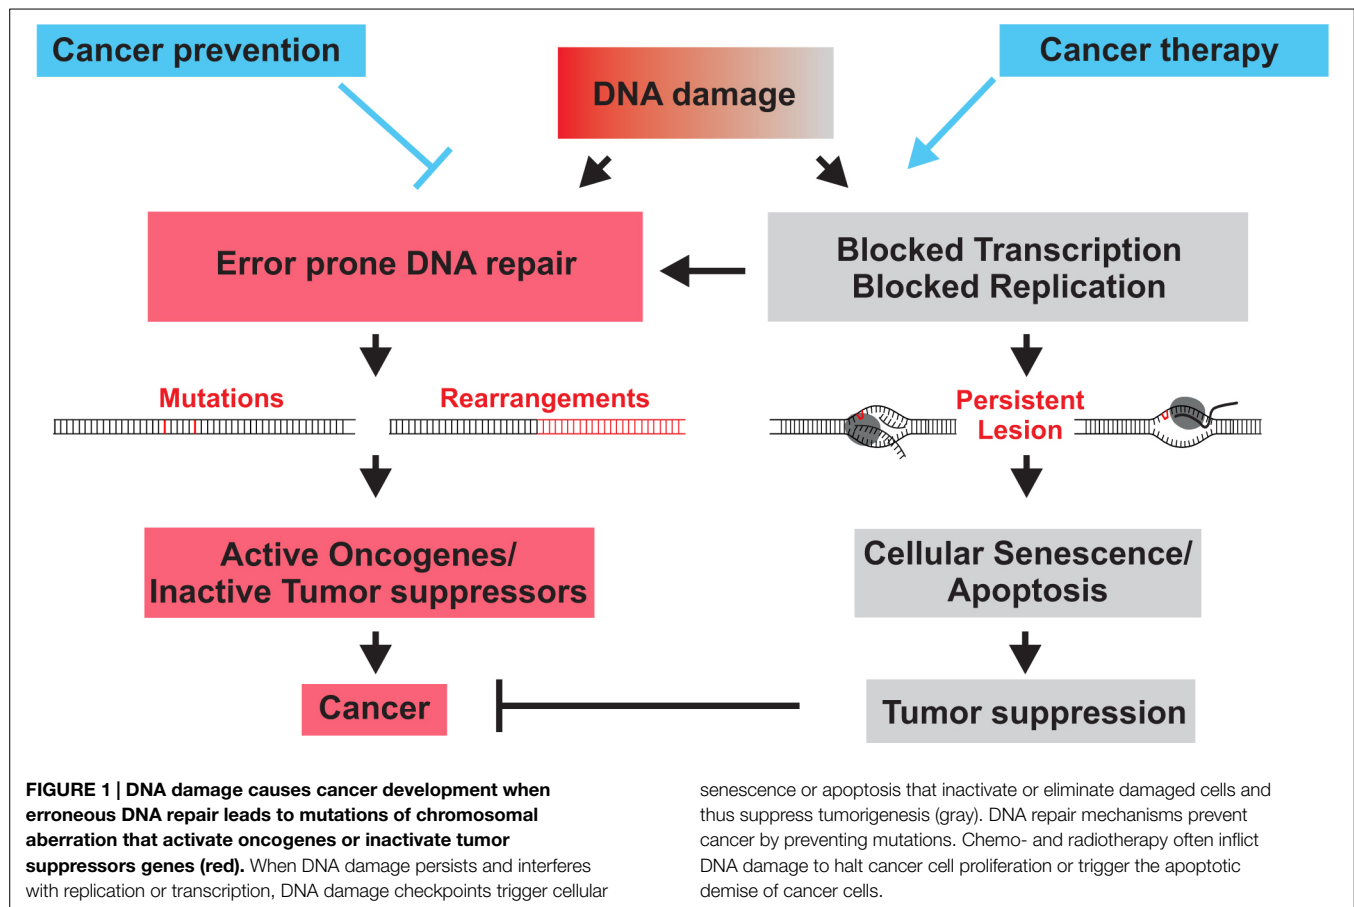 Cancer prevention
DNA damage
Cancer therapy
Error prone DNA repair
Blocked Transcription
Blocked Replication
Mutations
Rearrangements
Persistent
Lesion
Active Oncogenes/
Inactive Tumor suppressors
Cellular Senescence/
Apoptosis
Cancer
Tumor suppression
FIGURE 1 | DNA damage causes cancer development when
erroneous DNA repair leads to mutations of chromosomal
aberration that activate oncogenes or inactivate tumor
suppressors genes (red). When DNA damage persists and interferes
with replication or transcription, DNA damage checkpoints trigger cellular
senescence or apoptosis that inactivate or eliminate damaged cells and
thus suppress tumorigenesis (gray). DNA repair mechanisms prevent
cancer by preventing mutations. Chemo- and radiotherapy often inflict
DNA damage to halt cancer cell proliferation or trigger the apoptotic
demise of cancer cells.